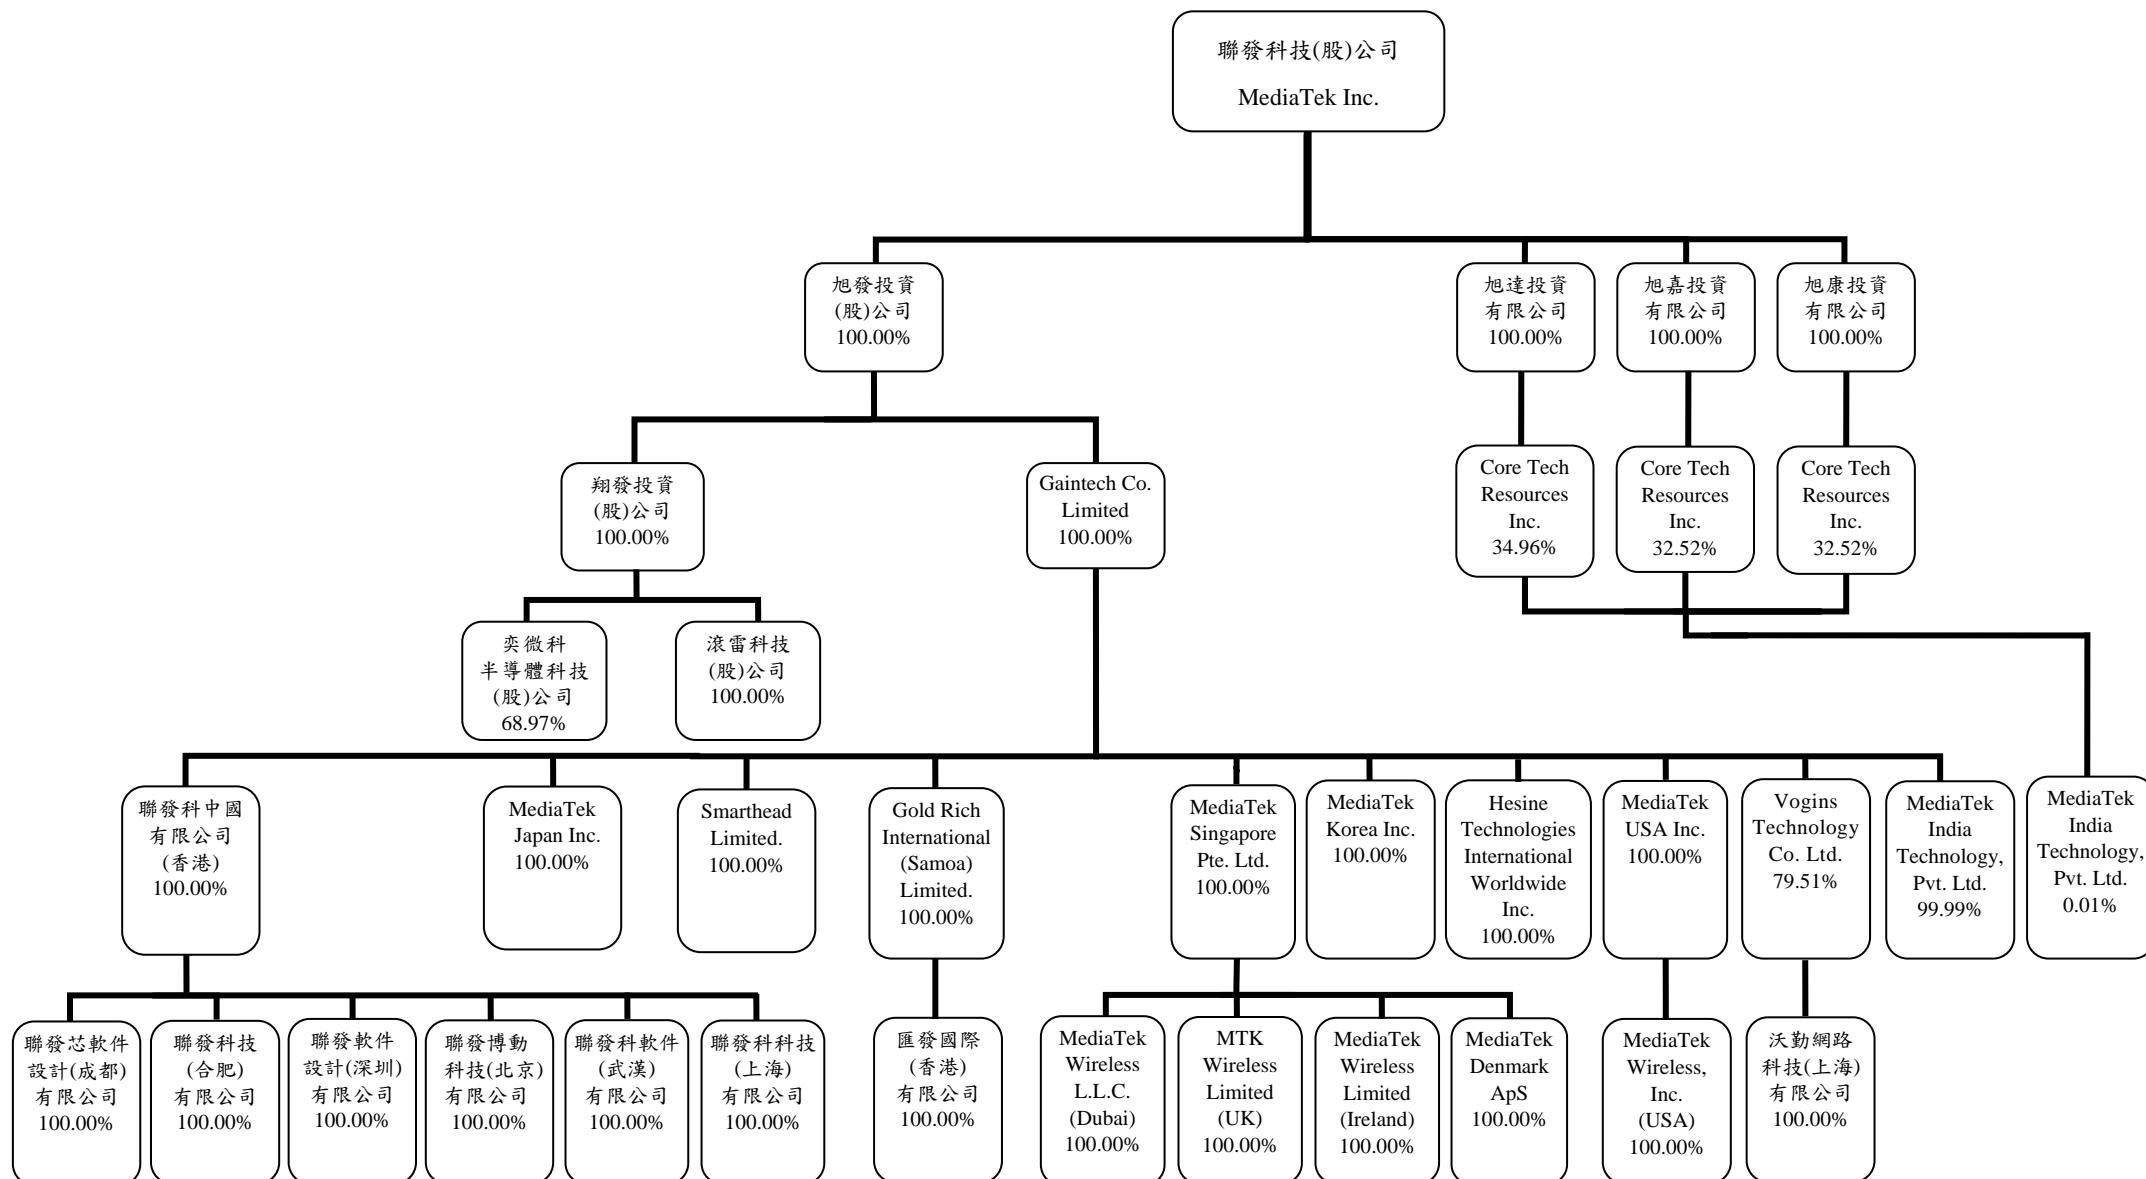 聯發科技(股)公司
MediaTek Inc.
旭發投資
(股)公司
100.00%
旭達投資
有限公司
100.00%
旭嘉投資
有限公司
100.00%
旭康投資
有限公司
100.00%
翔發投資
(股)公司
100.00%
Gaintech Co.
Limited
100.00%
Core Tech
Resources
Inc.
34.96%
Core Tech
Resources
Inc.
32.52%
Core Tech
Resources
Inc.
32.52%
奕微科
半導體科技
(股)公司
68.97%
滾雷科技
(股)公司
100.00%
聯發科中國
有限公司
(香港)
100.00%
MediaTek
Japan Inc.
100.00%
Smarthead
Limited.
100.00%
Gold Rich
International
(Samoa)
Limited.
100.00%
MediaTek
Singapore
Pte. Ltd.
100.00%
MediaTek
Korea Inc.
100.00%
Hesine
Technologies
International
Worldwide
Inc.
100.00%
MediaTek
USA Inc.
100.00%
Vogins
Technology
Co. Ltd.
79.51%
MediaTek
India
Technology,
Pvt. Ltd.
99.99%
MediaTek
India
Technology,
Pvt. Ltd.
0.01%
聯發芯軟件
設計(成都)
有限公司
100.00%
聯發科技
(合肥)
有限公司
100.00%
聯發軟件
設計(深圳)
有限公司
100.00%
聯發博動
科技(北京)
有限公司
100.00%
聯發科軟件
(武漢)
有限公司
100.00%
聯發科科技
(上海)
有限公司
100.00%
匯發國際
(香港)
有限公司
100.00%
MediaTek
Wireless
L.L.C.
(Dubai)
100.00%
MTK
Wireless
Limited
(UK)
100.00%
MediaTek
Wireless
Limited
(Ireland)
100.00%
MediaTek
Denmark
ApS
100.00%
MediaTek
Wireless,
Inc.
(USA)
100.00%
沃勤網路
科技(上海)
有限公司
100.00%